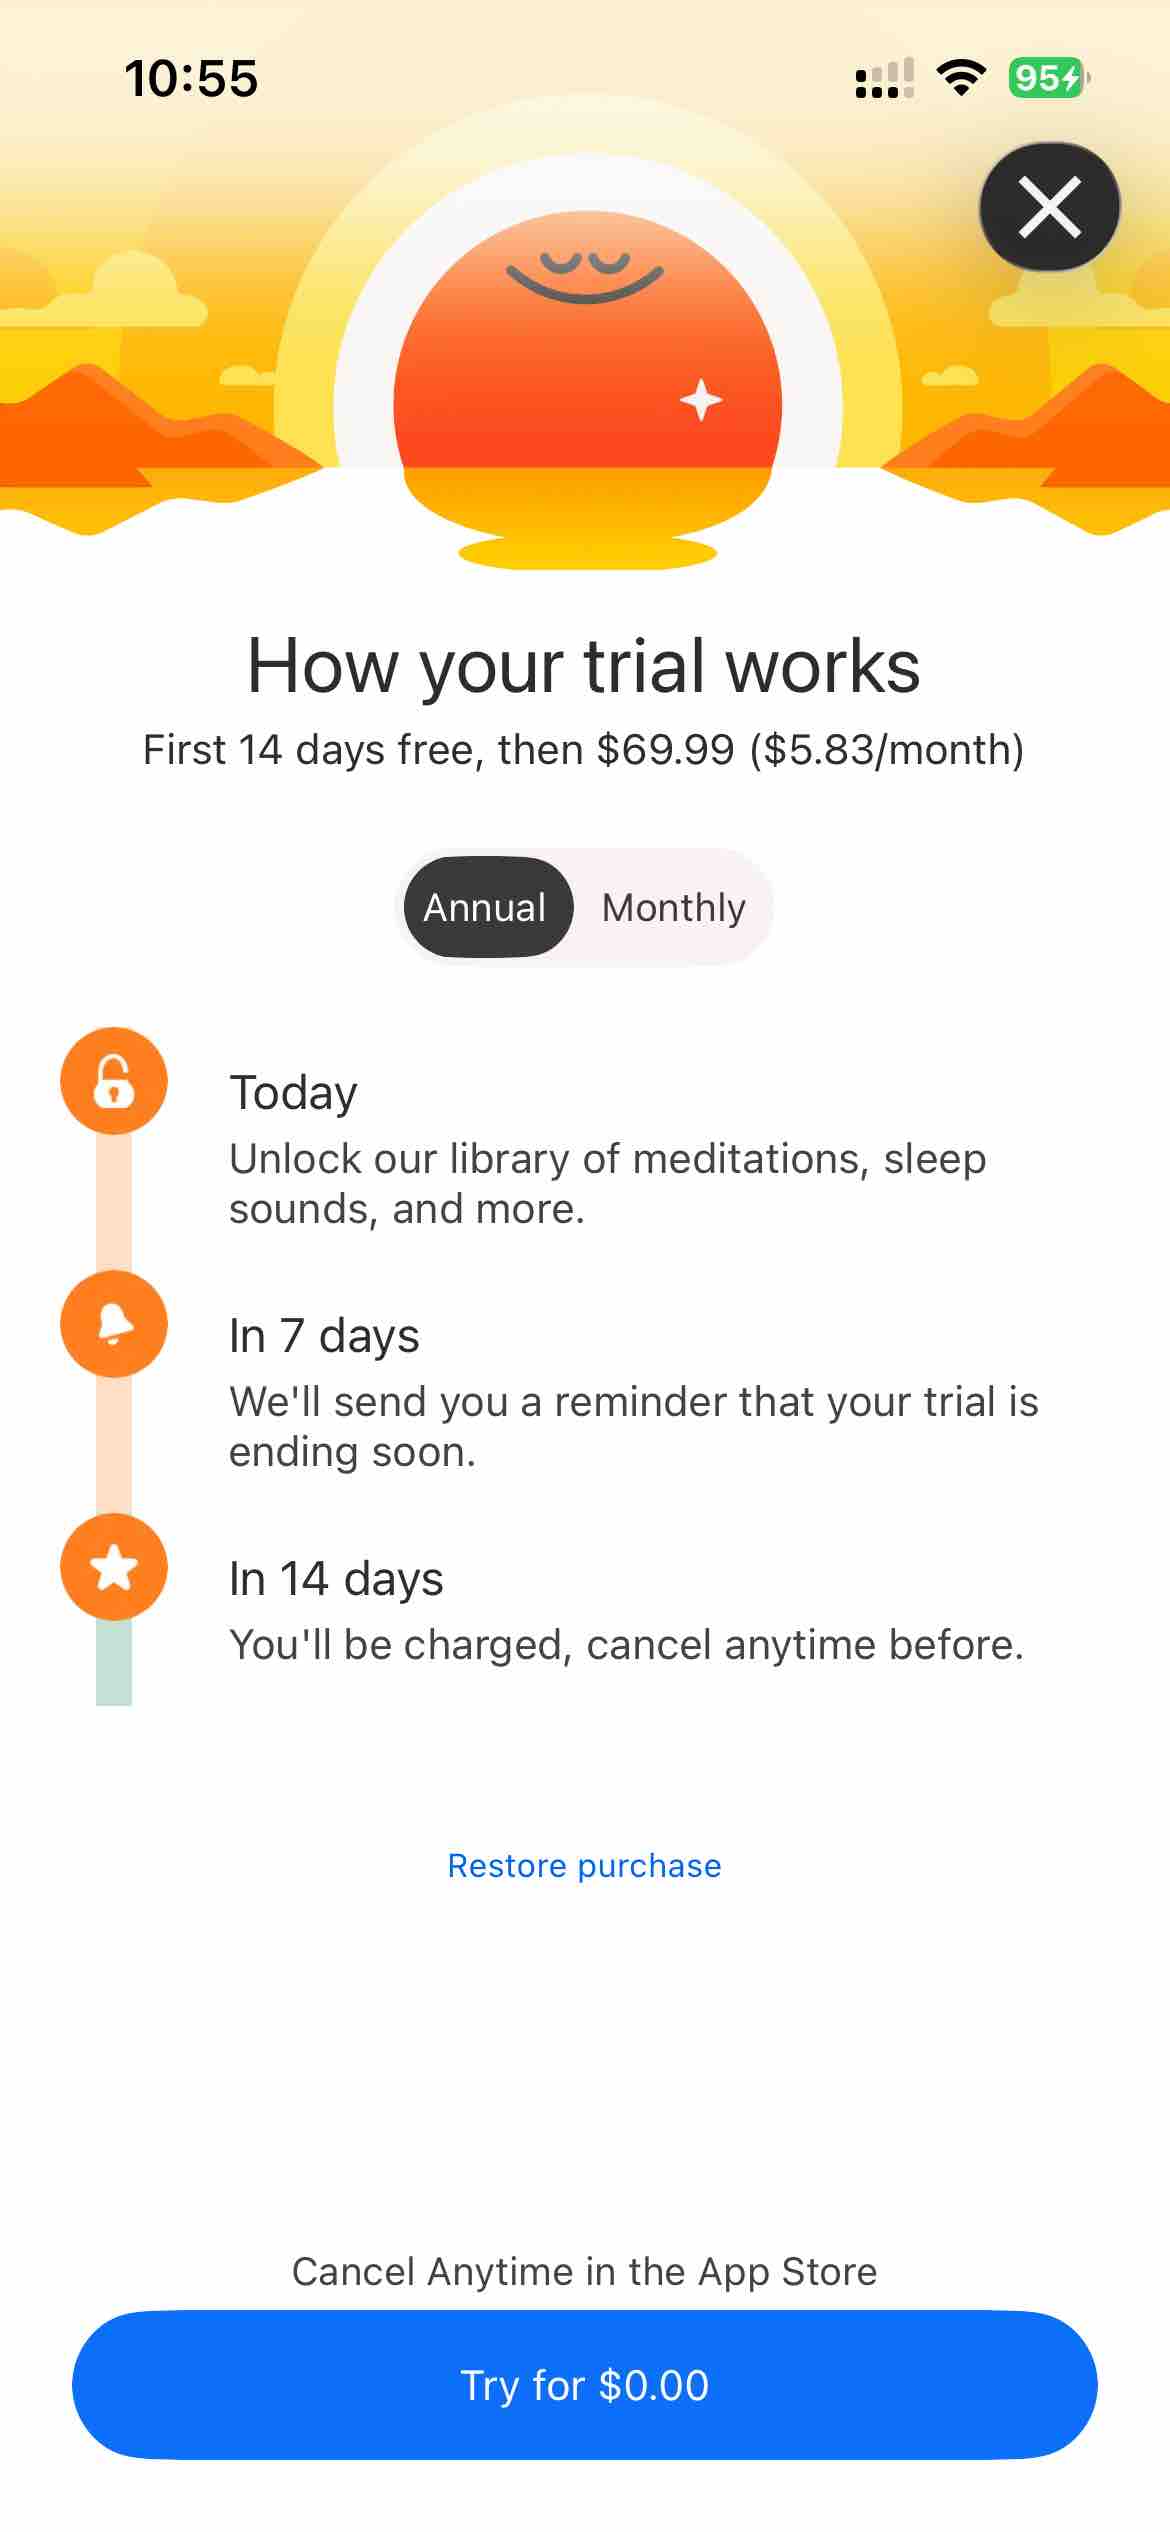 10:55
95
How your trial works
First 14 days free, then $69.99 ($5.83/month)
Annual
Monthly
Today
Unlock our library of meditations, sleep
sounds, and more.
In 7 days
We'll send you a reminder that your trial is
ending soon.
In 14 days
You'll be charged, cancel anytime before.
Restore purchase
Cancel Anytime in the App Store
Try for $0.00